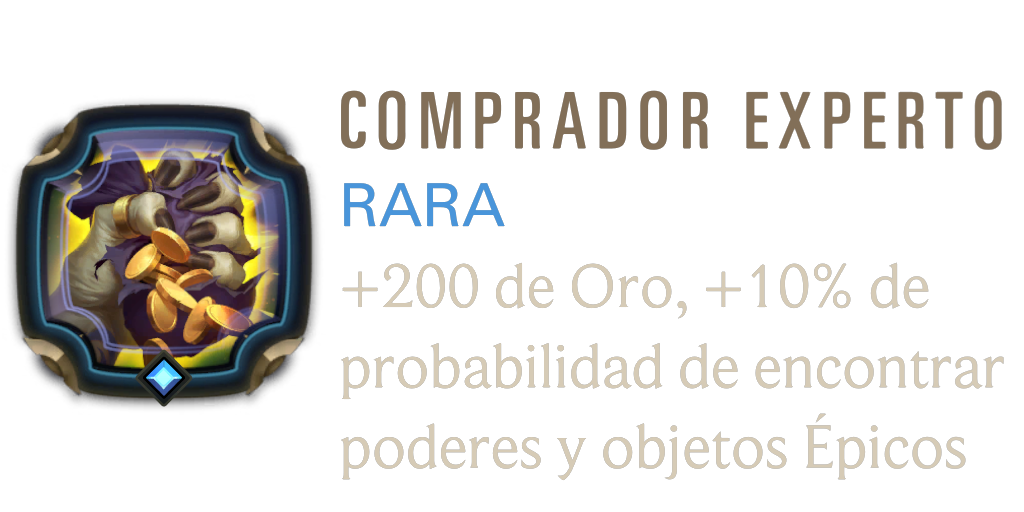 COMPRADOR EXPERTO
RARA
+200 de Oro, +10% de
probabilidad de encontrar
poderes y objetos Épicos